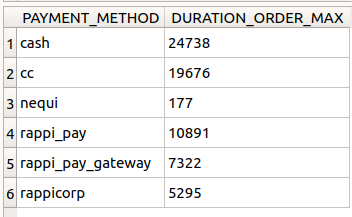 PAYMENT_METHOD DURATION_ORDER_MAX
1 cash 24738
2 cc 19676
3 nequi 177
4 rappi_pay 10891
5 rappi_pay_gateway 7322
6 rappicorp 5295